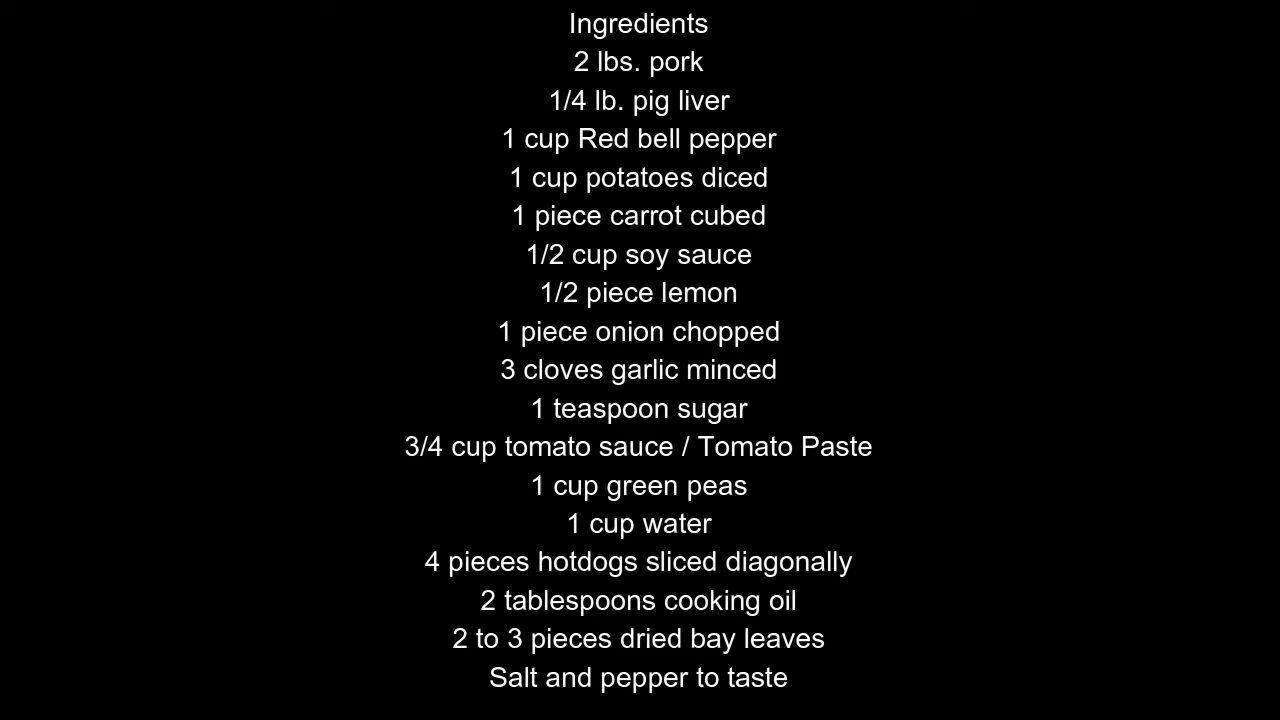 Ingredients
2 lbs. pork
1/4 lb. pig liver
1 cup Red bell pepper
1 cup potatoes diced
1 piece carrot cubed
1/2 cup soy sauce
1/2 piece lemon
1 piece onion chopped
3 cloves garlic minced
1 teaspoon sugar
3/4 cup tomato sauce / Tomato Paste
1 cup green peas
1 cup water
4 pieces hotdogs sliced diagonally
2 tablespoons cooking oil
2 to 3 pieces dried bay leaves
Salt and pepper to taste